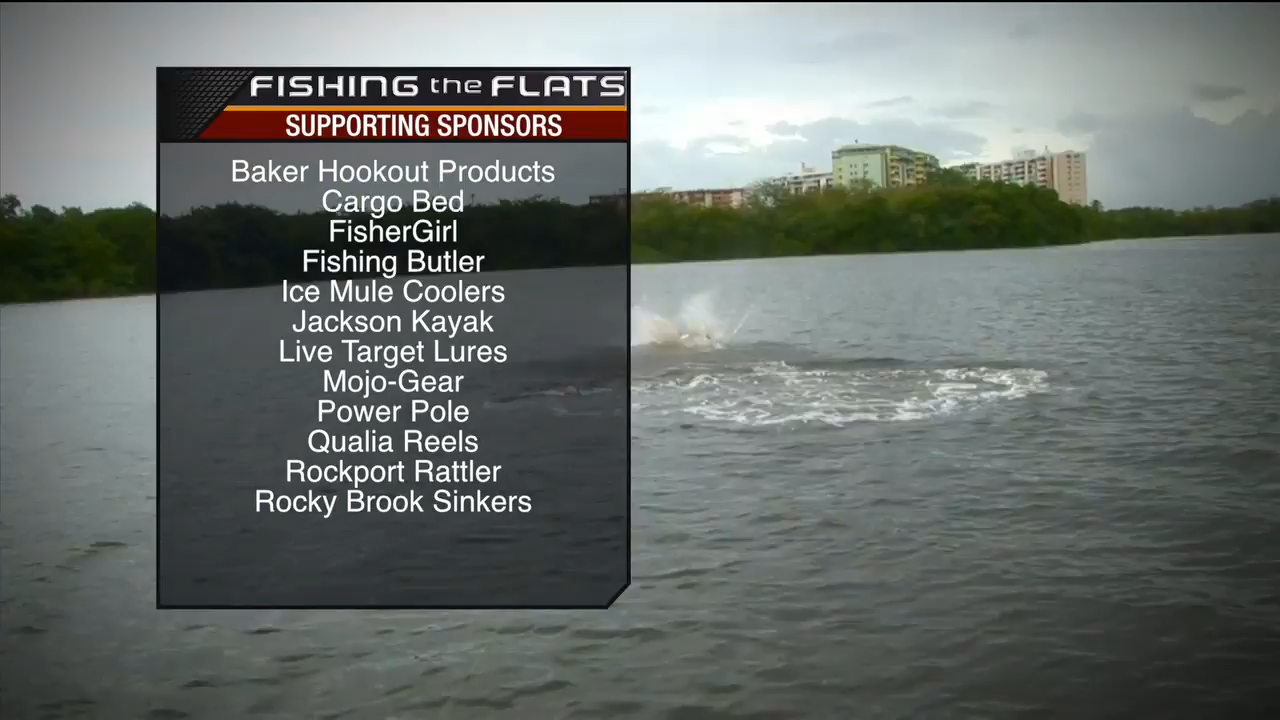 FISHING the FLATS
SUPPORTING SPONSORS
Baker Hookout Products
Cargo Bed
FisherGirl
Fishing Butler
Ice Mule Coolers
Jackson Kayak
Live Target Lures
Mojo-Gear
Power Pole
Qualia Reels
Rockport Rattler
Rocky Brook Sinkers